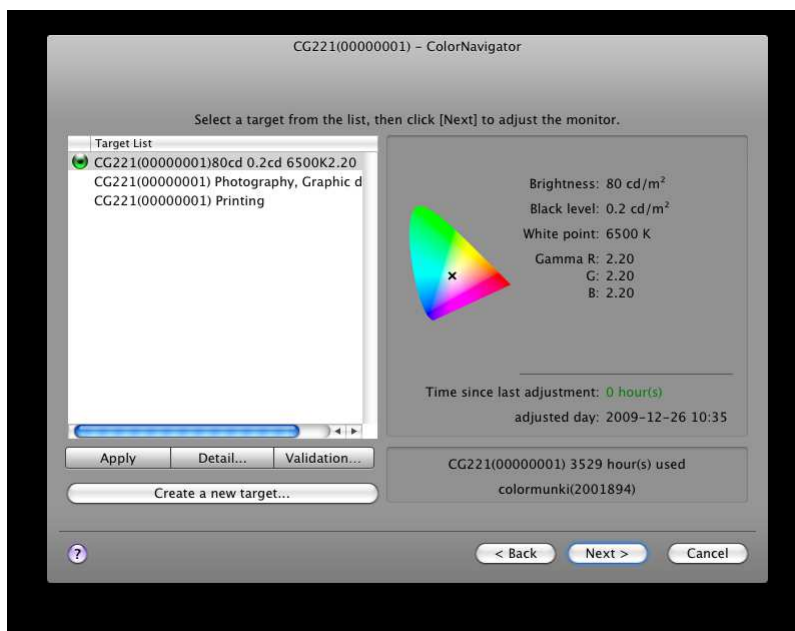 CG221(00000001) – ColorNavigator
Select a target from the list, then click [Next] to adjust the monitor.
Target List
CG221(00000001)80cd 0.2cd 6500K2.20
CG221(00000001) Photography, Graphic d
CG221(00000001) Printing
Brightness: 80 cd/m²
Black level: 0.2 cd/m²
White point: 6500 K
Gamma R: 2.20
G: 2.20
B: 2.20
Time since last adjustment: 0 hour(s)
adjusted day: 2009-12-26 10:35
Apply Detail... Validation...
Create a new target...
CG221(00000001) 3529 hour(s) used
colormunki(2001894)
? < Back Next > Cancel